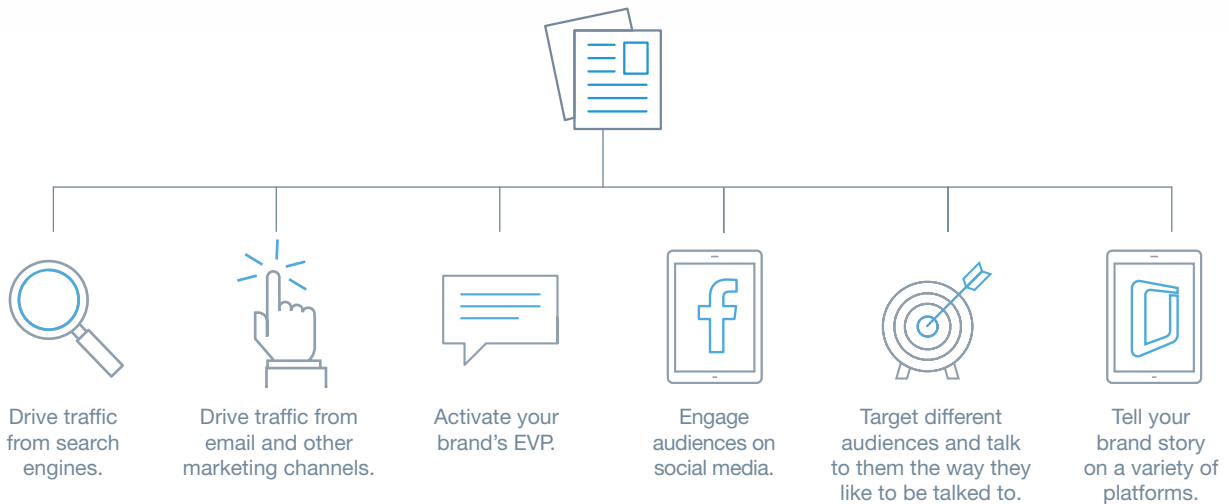 Drive traffic
from search
engines.
Drive traffic from
email and other
marketing channels.
Activate your
brand’s EVP.
Engage
audiences on
social media.
Target different
audiences and talk
to them the way they
like to be talked to.
Tell your
brand story
on a variety of
platforms.